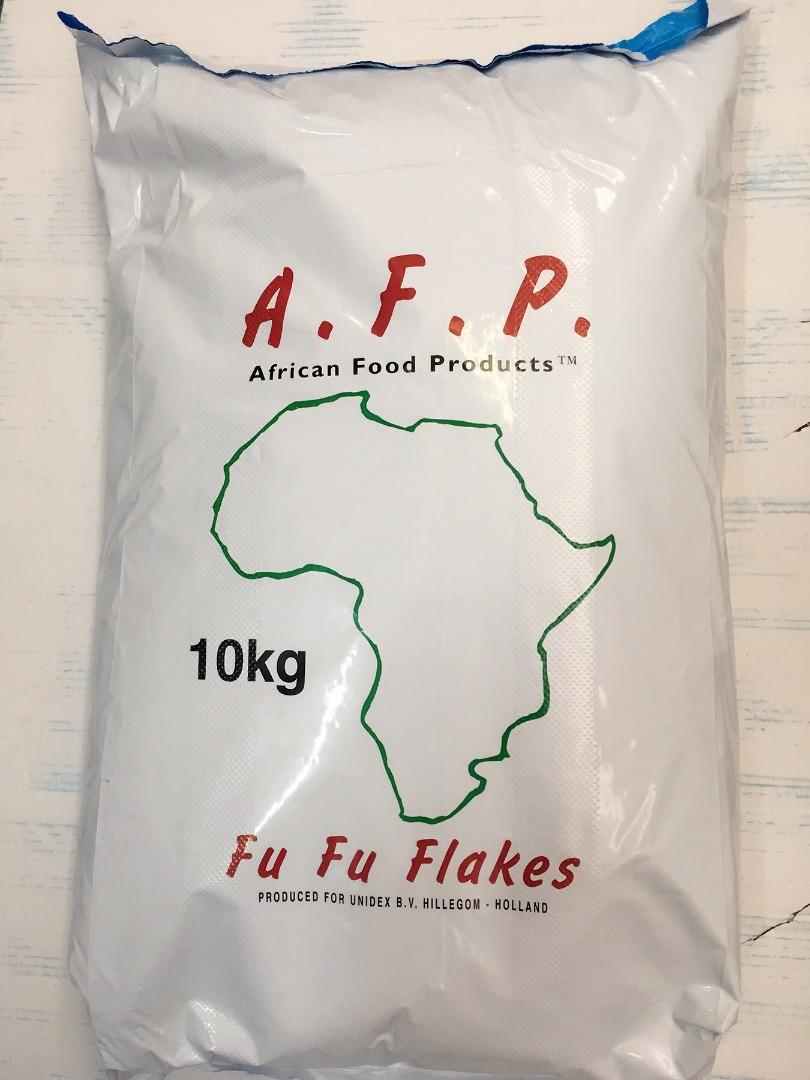 A.F.P.
African Food Products™
10kg
Fu Fu Flakes
PRODUCED FOR UNIDEX B.V. HILLEGOM - HOLLAND